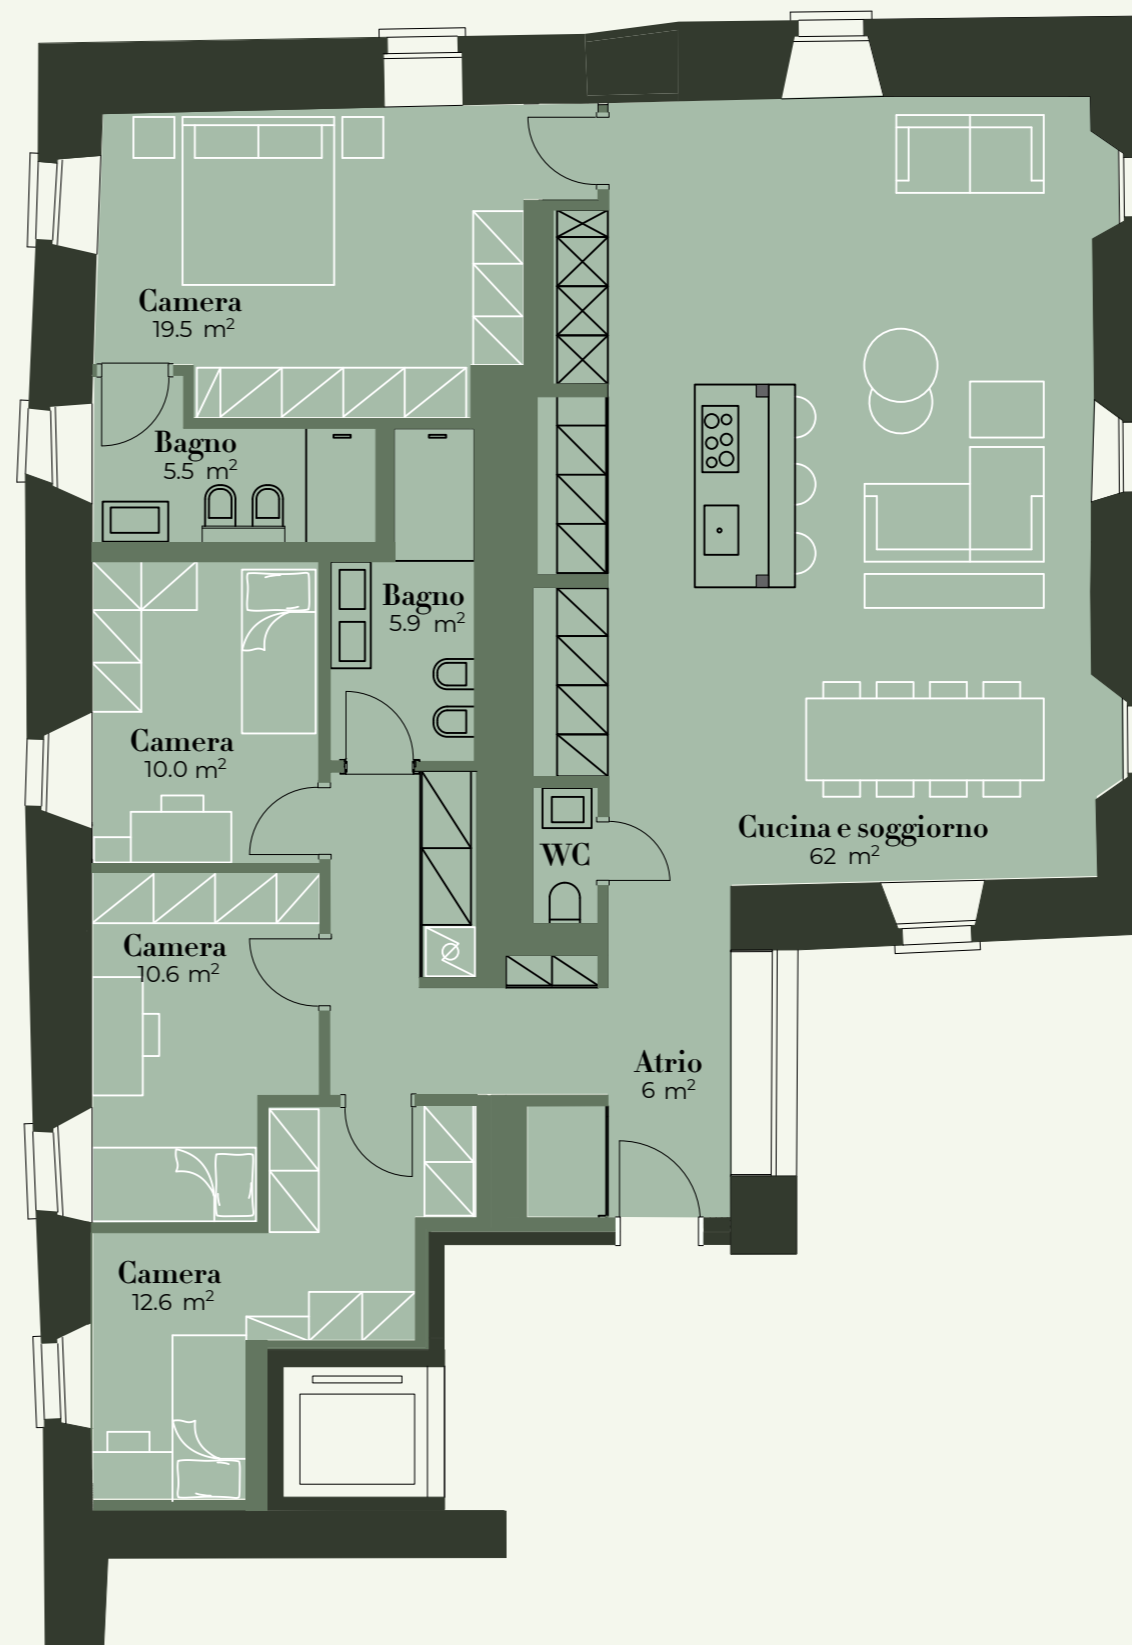 Camera
19.5 m²
Bagno
5.5 m²
Bagno
5.9 m²
Camera
10.0 m²
Cucina e soggiorno
62 m²
WC
Camera
10.6 m²
Atrio
6 m²
Camera
12.6 m²